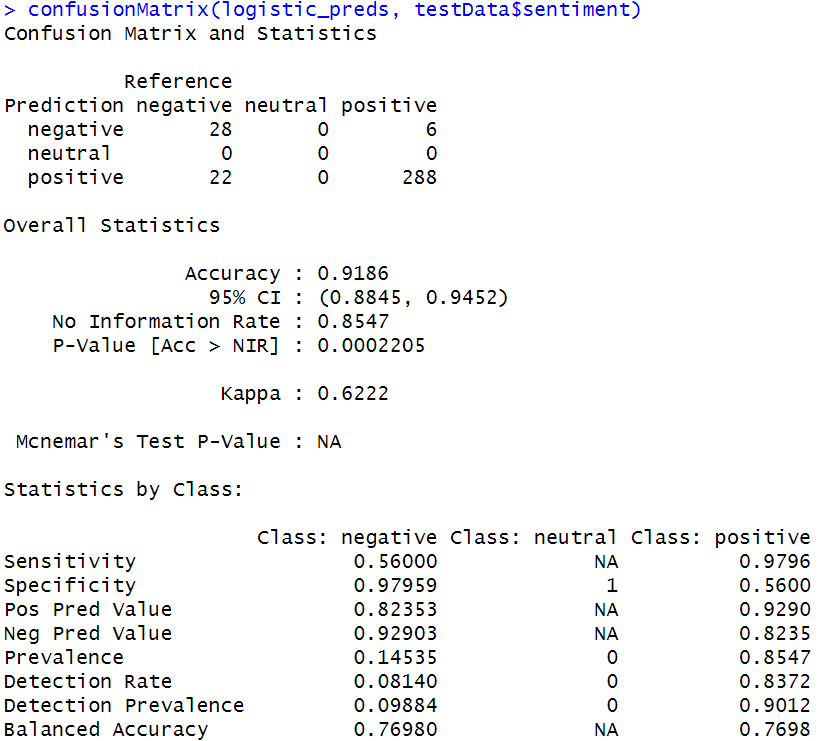 > confusionMatrix(logistic_preds, testData$sentiment)
Confusion Matrix and Statistics

          Reference
Prediction negative neutral positive
  negative       28       0        6
  neutral         0       0        0
  positive       22       0      288

Overall Statistics

               Accuracy : 0.9186
                 95% CI : (0.8845, 0.9452)
    No Information Rate : 0.8547
    P-Value [Acc > NIR] : 0.0002205

                  Kappa : 0.6222

 Mcnemar's Test P-Value : NA

Statistics by Class:

                     Class: negative Class: neutral Class: positive
Sensitivity                  0.56000             NA          0.9796
Specificity                  0.97959              1          0.5600
Pos Pred Value               0.82353             NA          0.9290
Neg Pred Value               0.92903             NA          0.8235
Prevalence                   0.14535              0          0.8547
Detection Rate               0.08140              0          0.8372
Detection Prevalence         0.09884              0          0.9012
Balanced Accuracy            0.76980             NA          0.7698